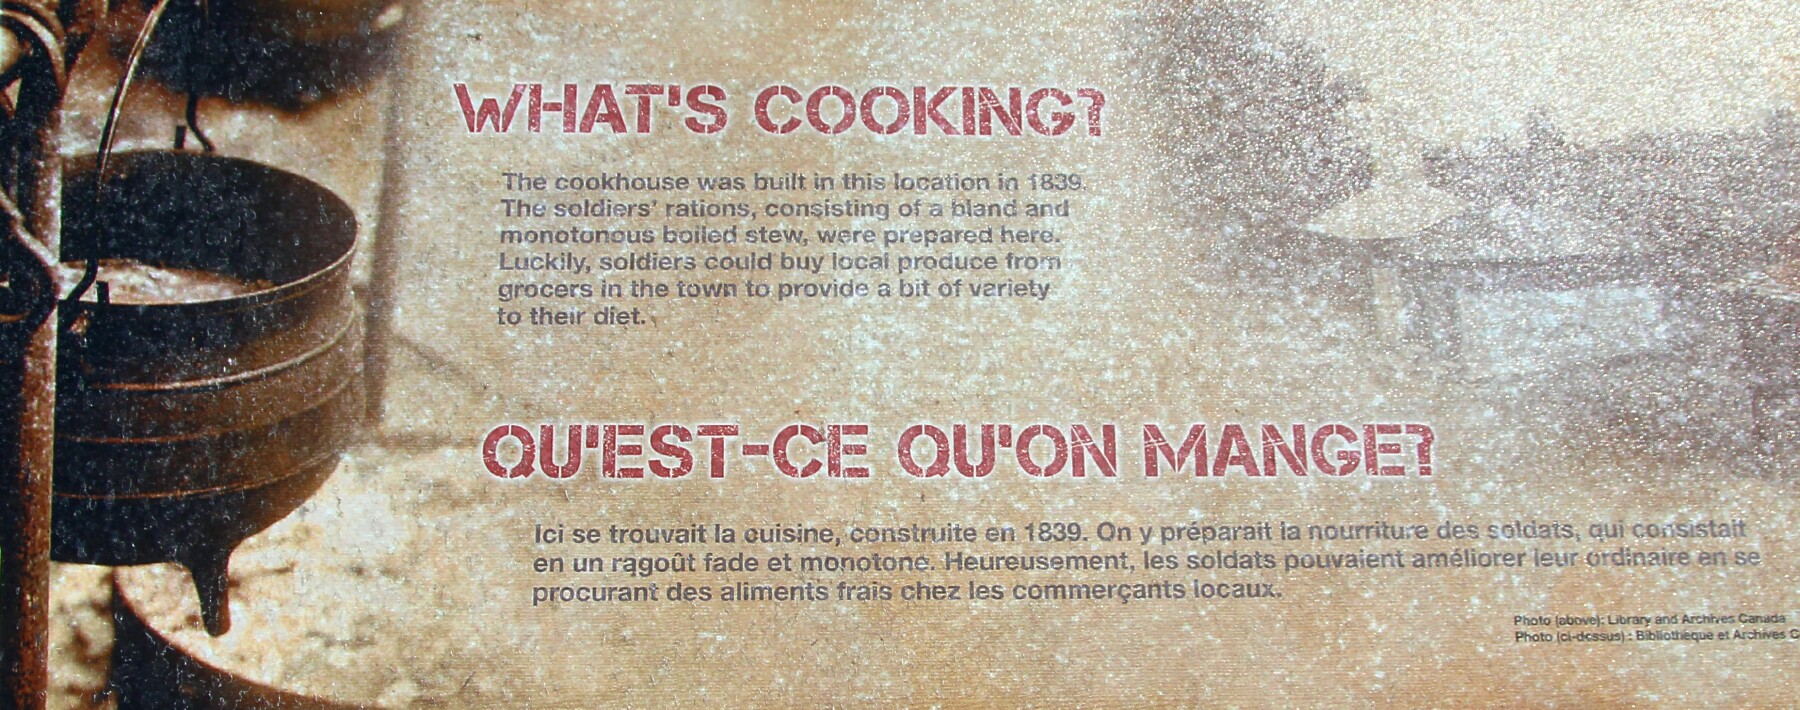 WHAT'S COOKING?
The cookhouse was built in this location in 1839.
The soldiers' rations, consisting of a bland and
monotonous boiled stew, were prepared here.
Luckily, soldiers could buy local produce from
grocers in the town to provide a bit of variety
to their diet.
QU'EST-CE QU'ON MANGE?
Ici se trouvait la cuisine, construite en 1839. On y préparait la nourriture des soldats, qui consistait
en un ragoût fade et monotone. Heureusement, les soldats pouvaient améliorer leur ordinaire en se
procurant des aliments frais chez les commerçants locaux.
Photo (above): Library and Archives Canada
Photo (ci-dessus) : Bibliothèque et Archives C